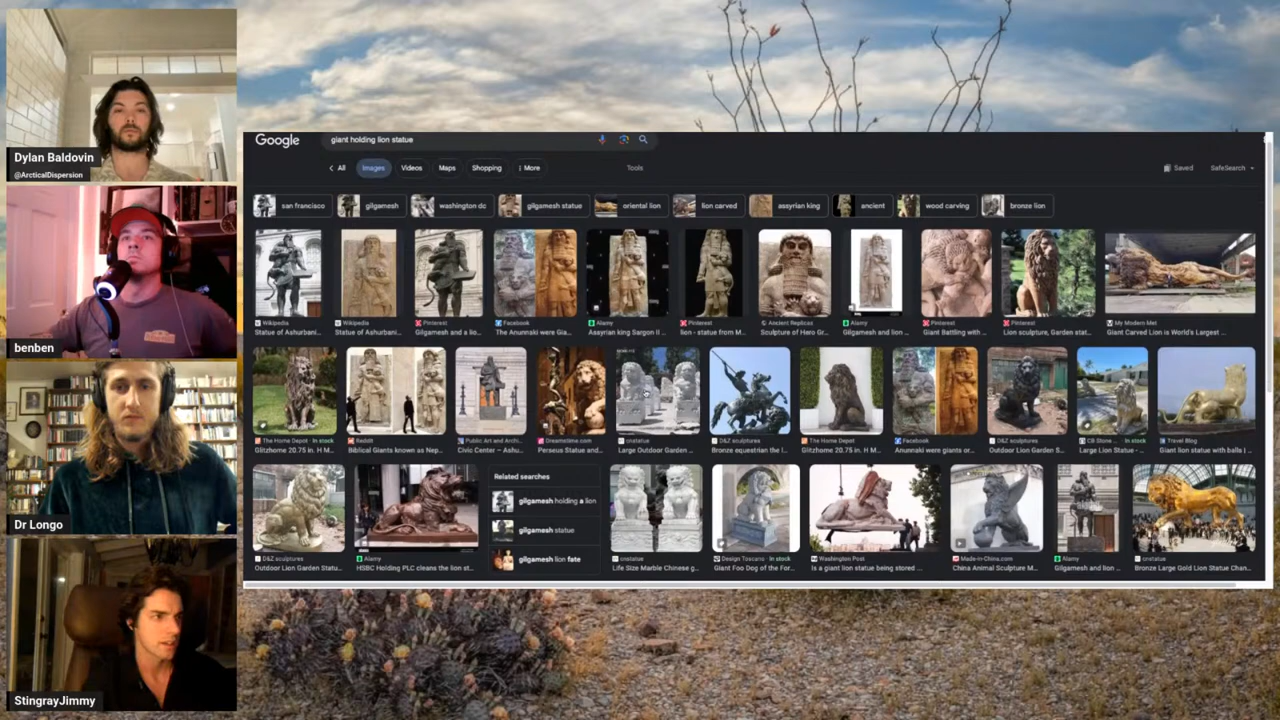 Dylan Baldovin
@ArcticalDispersion
benben
Dr Longo
StingrayJimmy
Google
giant holding lion statue
All
Images
Videos
Maps
Shopping
More
Tools
Saved
SafeSearch
san francisco
gilgamesh
washington dc
gilgamesh statue
oriental lion
lion carved
assyrian king
ancient
wood carving
bronze lion
Wikipedia
Wikipedia
Pinterest
Facebook
Alamy
Pinterest
Ancient Replicas
Alamy
Pinterest
Pinterest
My Modern Met
Statue of Ashurbani...
Statue of Ashurbani...
Gilgamesh and a lio...
The Anunnaki were Gia...
Assyrian king Sargon II ...
lion - statue from M...
Sculpture of Hero Gr...
Gilgamesh and lion ...
Giant Battling with ...
Lion sculpture, Garden stat...
Giant Carved Lion is World's Largest ...
The Home Depot · In stock
Reddit
Public Art and Archi...
Dreamstime.com
onstatue
D&Z sculptures
The Home Depot
Facebook
D&Z sculptures
In stock
Travel Blog
Glitzhome 20.75 in. H M...
Biblical Giants known as Nep...
Civic Center – Ashu...
Perseus Statue and...
Large Outdoor Garden ...
Bronze equestrian the l...
Glitzhome 20.75 in. H M...
Anunnaki were giants or...
Outdoor Lion Garden S...
Large Lion Statue - ...
Giant lion statue with balls | ...
D&Z sculptures
Alamy
Related searches
gilgamesh holding a lion
gilgamesh statue
gilgamesh lion fate
onstatue
Design Toscano · In stock
Washington Post
Made-in-China.com
Alamy
onstatue
Outdoor Lion Garden Statu...
HSBC Holding PLC cleans the lion st...
Life Size Marble Chinese g...
Giant Foo Dog of the For...
Is a giant lion statue being stored ...
China Animal Sculpture M...
Gilgamesh and lion ...
Bronze Large Gold Lion Statue Chan...